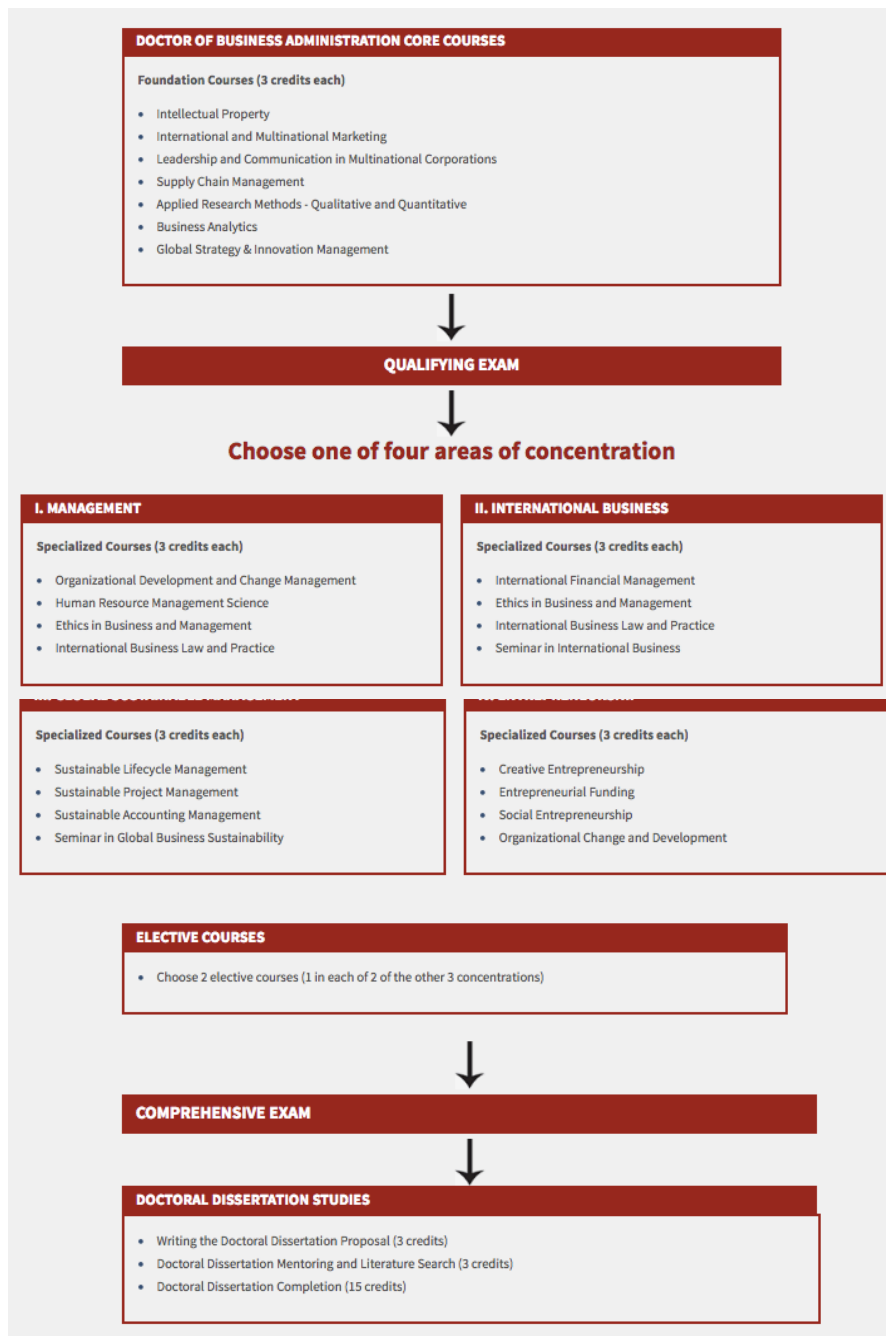 DOCTOR OF BUSINESS ADMINISTRATION CORE COURSES
Foundation Courses (3 credits each)
• Intellectual Property
• International and Multinational Marketing
• Leadership and Communication in Multinational Corporations
• Supply Chain Management
• Applied Research Methods - Qualitative and Quantitative
• Business Analytics
• Global Strategy & Innovation Management
QUALIFYING EXAM
Choose one of four areas of concentration
I. MANAGEMENT
Specialized Courses (3 credits each)
• Organizational Development and Change Management
• Human Resource Management Science
• Ethics in Business and Management
• International Business Law and Practice
II. INTERNATIONAL BUSINESS
Specialized Courses (3 credits each)
• International Financial Management
• Ethics in Business and Management
• International Business Law and Practice
• Seminar in International Business
Specialized Courses (3 credits each)
• Sustainable Lifecycle Management
• Sustainable Project Management
• Sustainable Accounting Management
• Seminar in Global Business Sustainability
Specialized Courses (3 credits each)
• Creative Entrepreneurship
• Entrepreneurial Funding
• Social Entrepreneurship
• Organizational Change and Development
ELECTIVE COURSES
• Choose 2 elective courses (1 in each of 2 of the other 3 concentrations)
COMPREHENSIVE EXAM
DOCTORAL DISSERTATION STUDIES
• Writing the Doctoral Dissertation Proposal (3 credits)
• Doctoral Dissertation Mentoring and Literature Search (3 credits)
• Doctoral Dissertation Completion (15 credits)